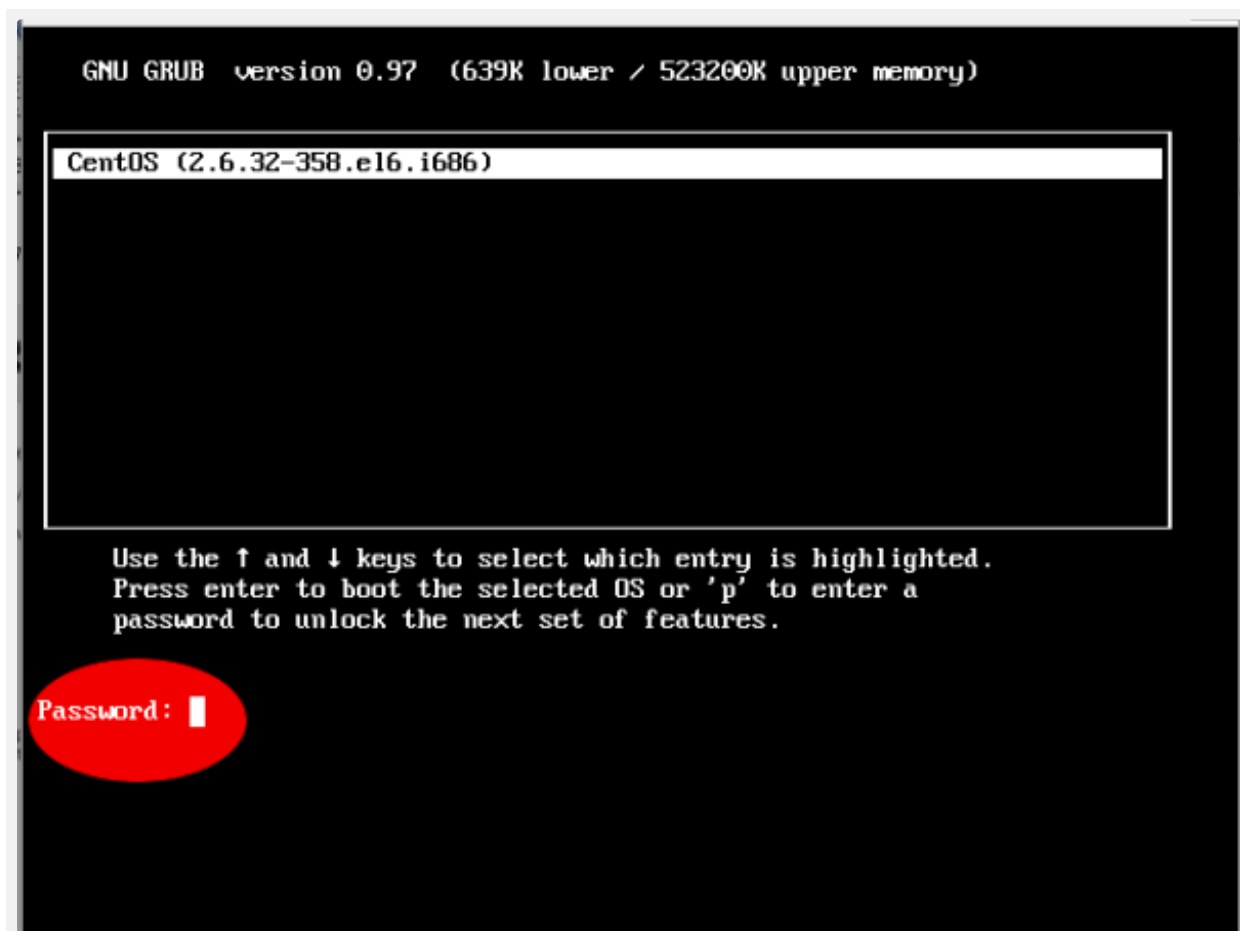 GNU GRUB version 0.97 (639K lower / 523200K upper memory)
CentOS (2.6.32-358.el6.i686)
Use the ↑ and ↓ keys to select which entry is highlighted.
Press enter to boot the selected OS or 'p' to enter a
password to unlock the next set of features.
Password: